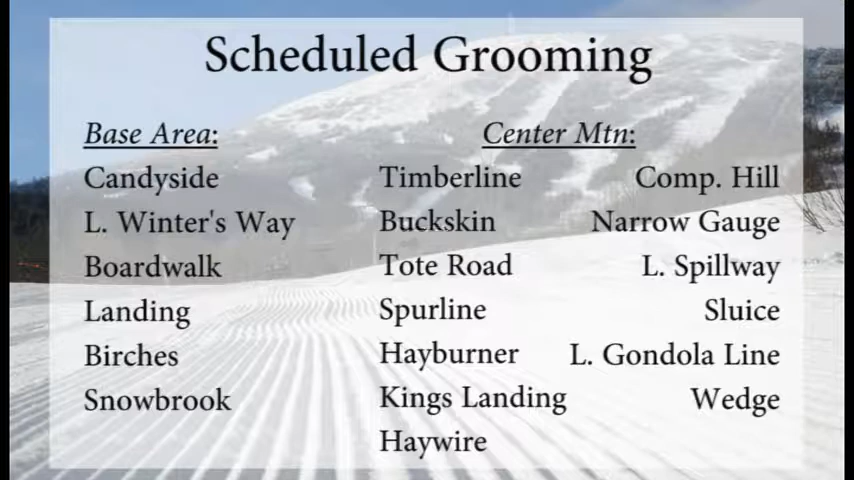 Scheduled Grooming
Base Area:
Candyside
L. Winter's Way
Boardwalk
Landing
Birches
Snowbrook
Center Mtn:
Timberline
Buckskin
Tote Road
Spurline
Hayburner
Kings Landing
Haywire
Comp. Hill
Narrow Gauge
L. Spillway
Sluice
L. Gondola Line
Wedge